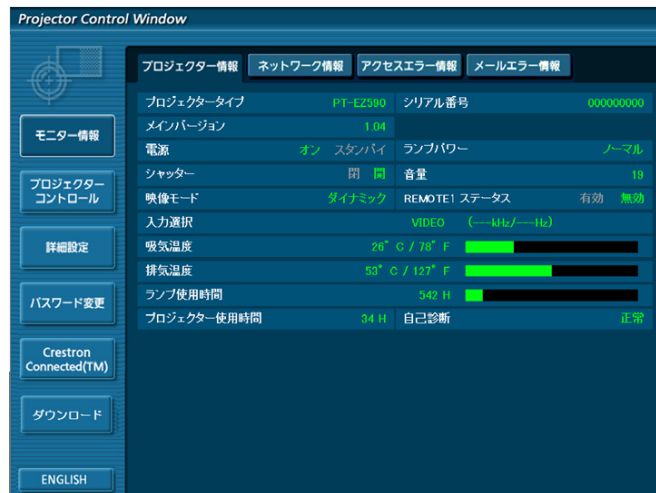 Projector Control Window
プロジェクター情報 ネットワーク情報 アクセスエラー情報 メールエラー情報
モニター情報
プロジェクター
コントロール
詳細設定
パスワード変更
Crestron
Connected(TM)
ダウンロード
ENGLISH
プロジェクタータイプ PT-EZ590 シリアル番号 000000000
メインバージョン 1.04
電源 オン スタンバイ ランプパワー ノーマル
シャッター 閉 開 音量 19
映像モード ダイナミック REMOTE1 ステータス 有効 無効
入力選択 VIDEO (---kHz/---Hz)
吸気温度 26° C / 78° F
排気温度 53° C / 127° F
ランプ使用時間 542 H
プロジェクター使用時間 34 H 自己診断 正常